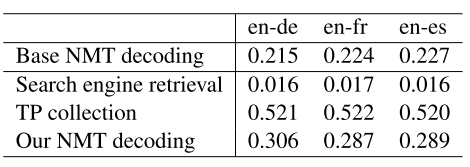 en-de en-fr en-es
Base NMT decoding 0.215 0.224 0.227
Search engine retrieval 0.016 0.017 0.016
TP collection 0.521 0.522 0.520
Our NMT decoding 0.306 0.287 0.289